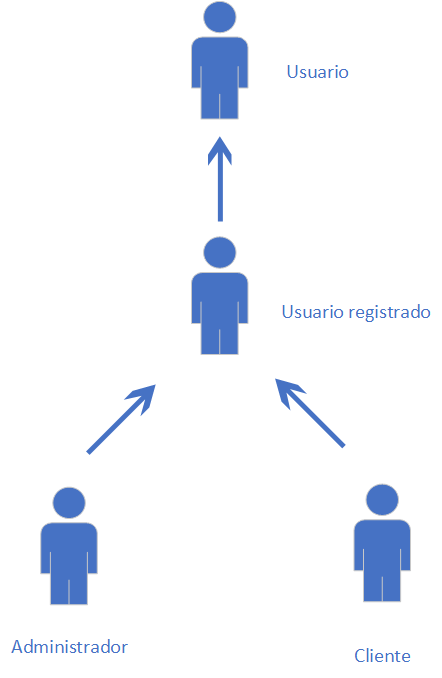 Usuario
Usuario registrado
Administrador
Cliente